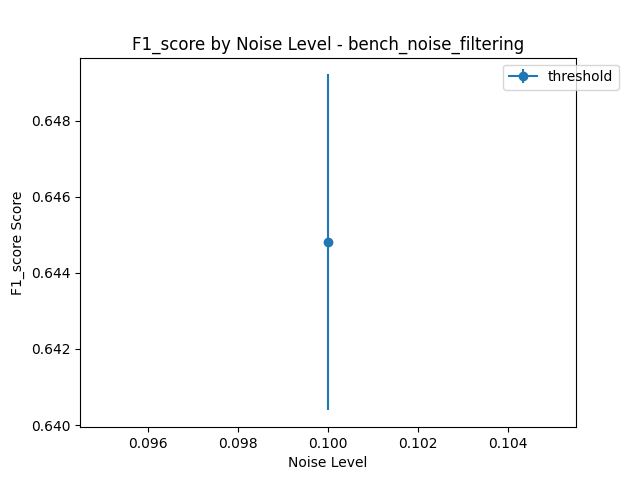 F1_score by Noise Level - bench_noise_filtering
threshold
0.648
0.646
0.644
0.642
0.640
F1_score Score
0.096
0.098
0.100
0.102
0.104
Noise Level